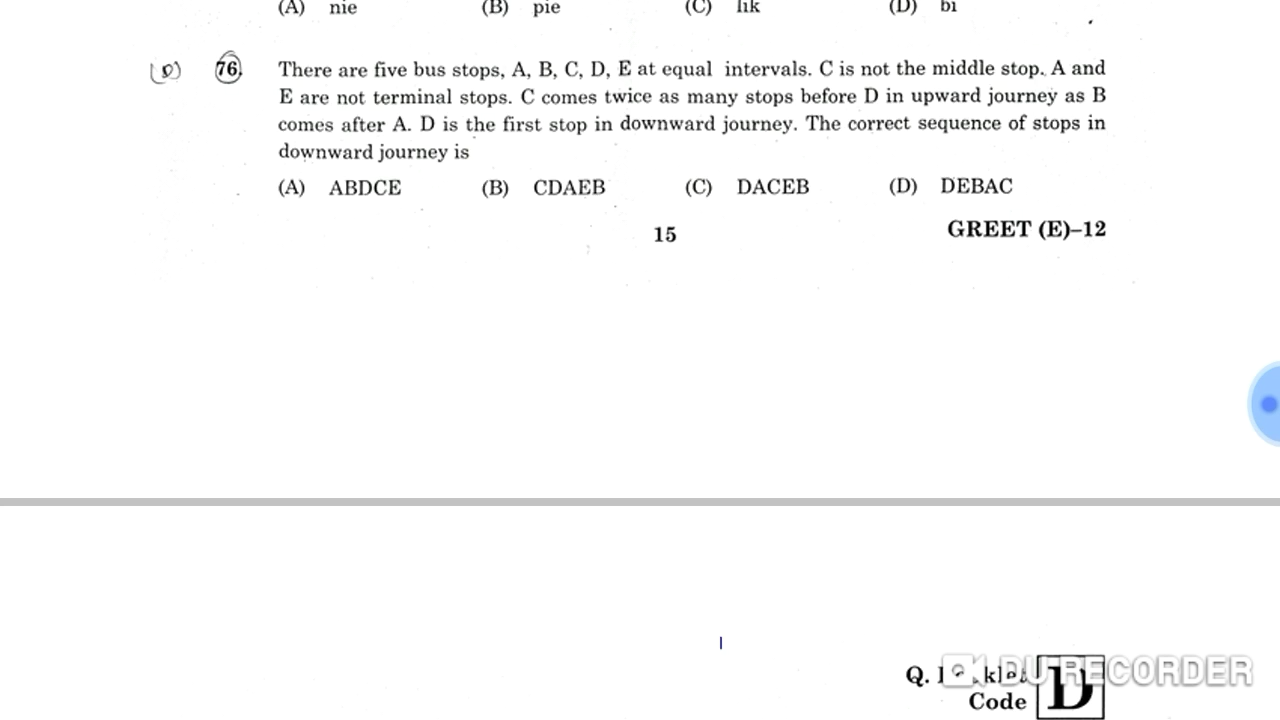 (A) nie (B) pie (C) lik (D) bi
(D) 76. There are five bus stops, A, B, C, D, E at equal intervals. C is not the middle stop. A and
E are not terminal stops. C comes twice as many stops before D in upward journey as B
comes after A. D is the first stop in downward journey. The correct sequence of stops in
downward journey is
(A) ABDCE (B) CDAEB (C) DACEB (D) DEBAC
15 GREET (E)–12
DU RECORDER
Q.
Code D